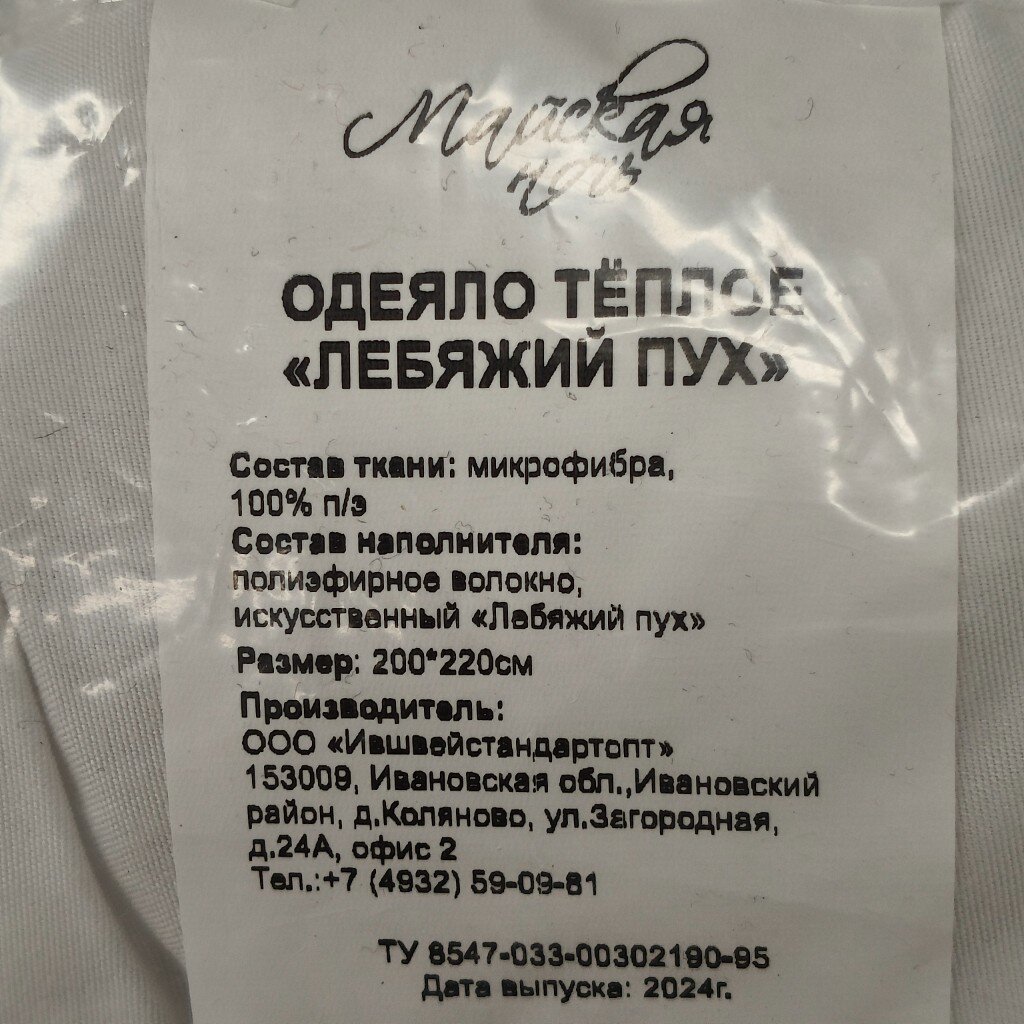 Майская
ночь
ОДЕЯЛО ТЁПЛОЕ
«ЛЕБЯЖИЙ ПУХ»
Состав ткани: микрофибра,
100% п/э
Состав наполнителя:
полиэфирное волокно,
искусственный «Лебяжий пух»
Размер: 200*220см
Производитель:
ООО «Ившвейстандартопт»
153009, Ивановская обл.,Ивановский
район, д.Коляново, ул.Загородная,
д.24А, офис 2
Тел.:+7 (4932) 59-09-81
ТУ 8547-033-00302190-95
Дата выпуска: 2024г.